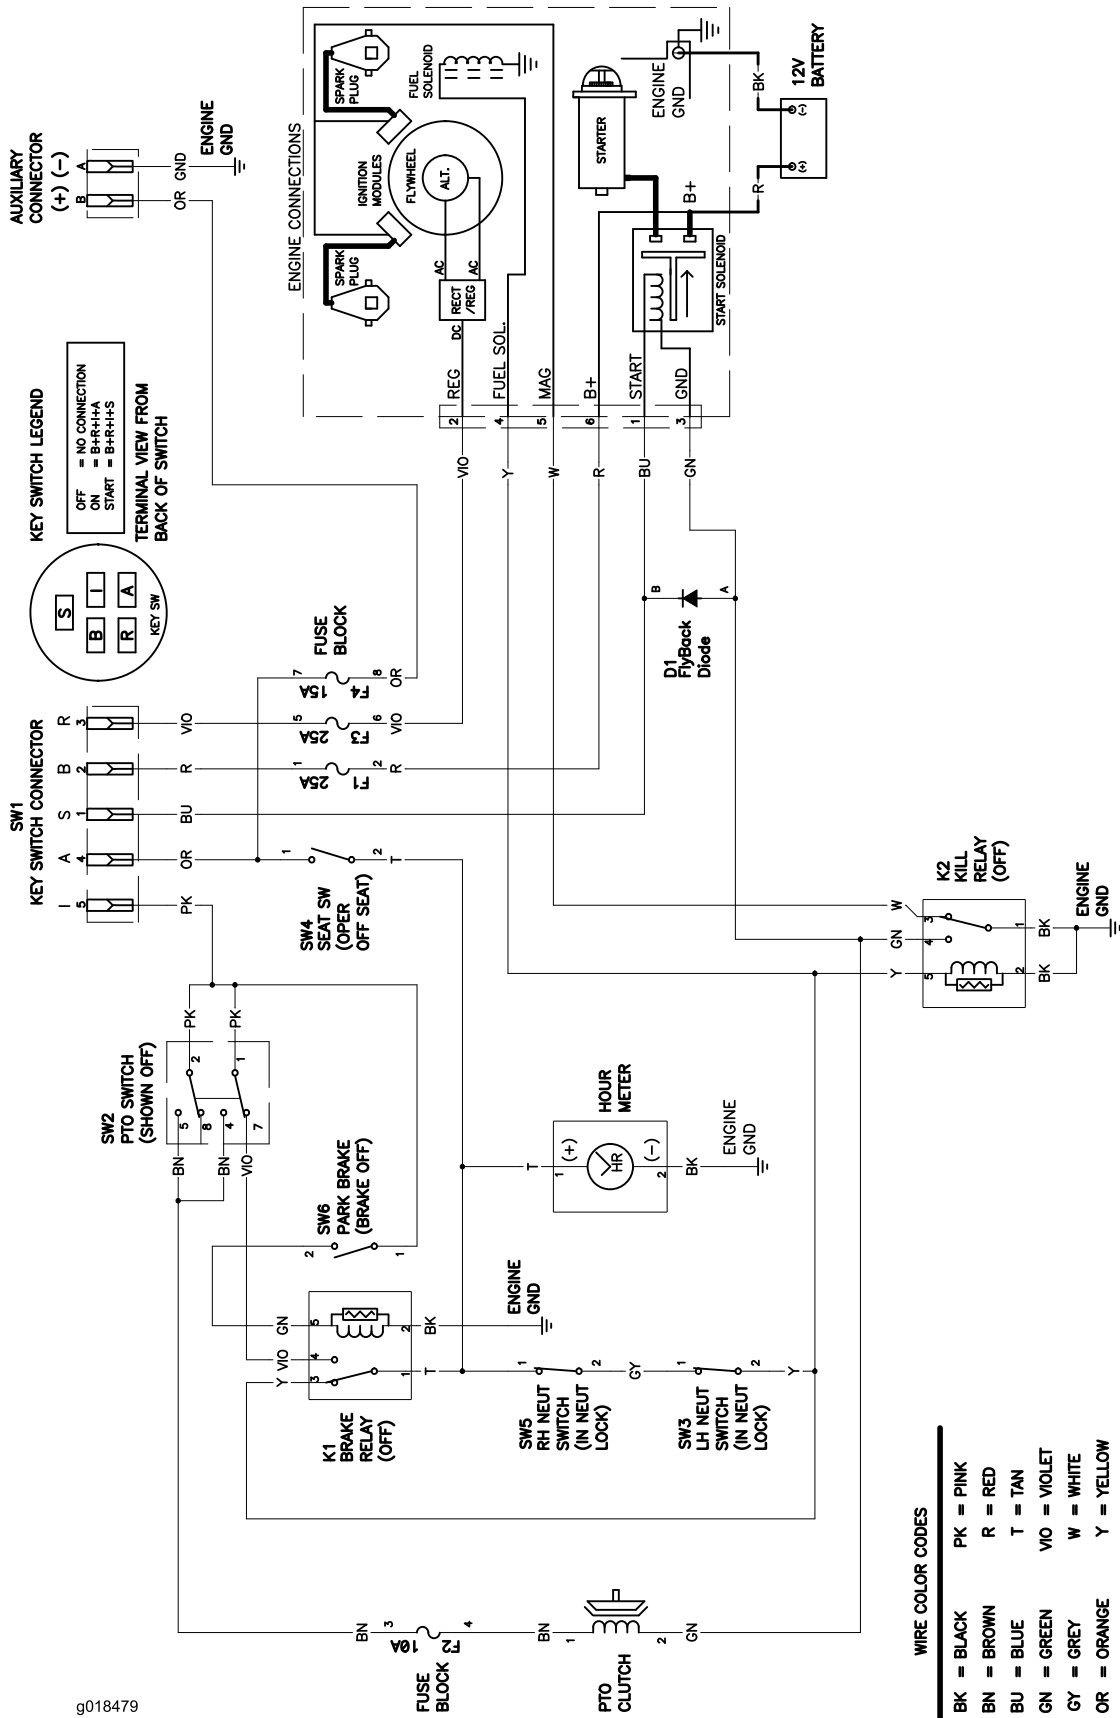 AUXILIARY
CONNECTOR
(+) (-)
B A
OR
GND
ENGINE
GND
ENGINE CONNECTIONS
SPARK
PLUG
SPARK
PLUG
IGNITION
MODULES
FLYWHEEL
ALT.
FUEL
SOLENOID
AC
AC
RECT
/REG
DC
STARTER
ENGINE
GND
B+
START SOLENOID
BK
R
12V
BATTERY
(-)
(+)
REG
FUEL SOL.
MAG
B+
START
GND
2
4
5
6
1
3
VIO
Y
W
R
BU
GN
KEY SWITCH LEGEND
OFF = NO CONNECTION
ON = B+R+I+A
START = B+R+I+S
TERMINAL VIEW FROM
BACK OF SWITCH
S
B I
R A
KEY SW
SW1
KEY SWITCH CONNECTOR
I A S B R
5 4 1 2 3
PK
OR
BU
R
VIO
FUSE
BLOCK
7
15A
F4
8
OR
5
25A
F3
6
VIO
1
25A
F1
2
R
D1
FlyBack
Diode
B
A
SW4
SEAT SW
(OPER
OFF SEAT)
1
2
T
K2
KILL
RELAY
(OFF)
W
GN
Y
3
4
5
1
2
BK
BK
ENGINE
GND
SW2
PTO SWITCH
(SHOWN OFF)
PK
PK
2
1
5
8
4
7
BN
BN
VIO
HOUR
METER
T
1
(+)
HR
(-)
2
BK
ENGINE
GND
SW6
PARK BRAKE
(BRAKE OFF)
2
1
K1
BRAKE
RELAY
(OFF)
GN
VIO
Y
5
4
3
2
1
BK
T
ENGINE
GND
SW5
RH NEUT
SWITCH
(IN NEUT
LOCK)
1
2
GY
SW3
LH NEUT
SWITCH
(IN NEUT
LOCK)
1
2
Y
FUSE
BLOCK
BN
3
10A
F2
4
BN
PTO
CLUTCH
1
2
GN
WIRE COLOR CODES
BK = BLACK PK = PINK
BN = BROWN R = RED
BU = BLUE T = TAN
GN = GREEN VIO = VIOLET
GY = GREY W = WHITE
OR = ORANGE Y = YELLOW
g018479